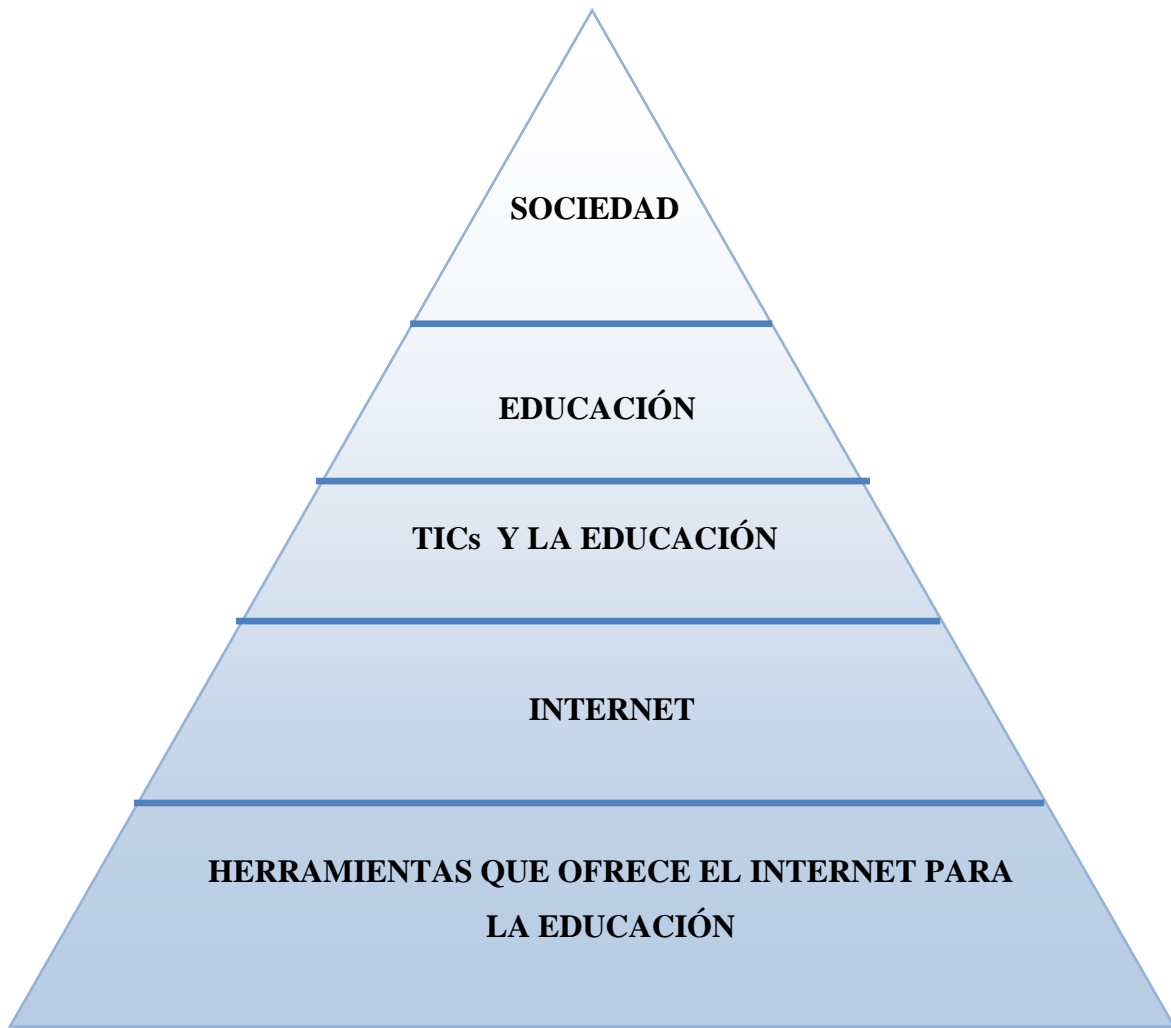 SOCIEDAD
EDUCACIÓN
TICs Y LA EDUCACIÓN
INTERNET
HERRAMIENTAS QUE OFRECE EL INTERNET PARA
LA EDUCACIÓN